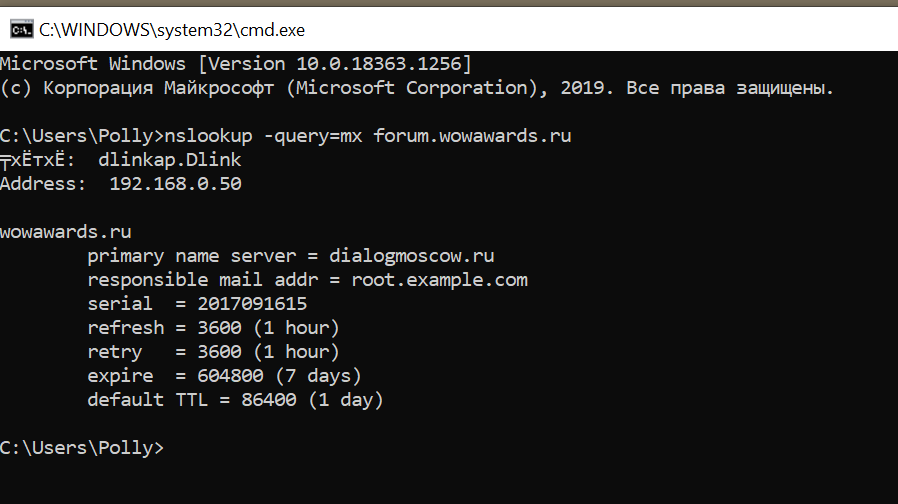 C:\WINDOWS\system32\cmd.exe
Microsoft Windows [Version 10.0.18363.1256]
(c) Корпорация Майкрософт (Microsoft Corporation), 2019. Все права защищены.
C:\Users\Polly>nslookup -query=mx forum.wowawards.ru
╤хЁтхЁ:  dlinkap.Dlink
Address:  192.168.0.50
wowawards.ru
        primary name server = dialogmoscow.ru
        responsible mail addr = root.example.com
        serial  = 2017091615
        refresh = 3600 (1 hour)
        retry   = 3600 (1 hour)
        expire  = 604800 (7 days)
        default TTL = 86400 (1 day)
C:\Users\Polly>